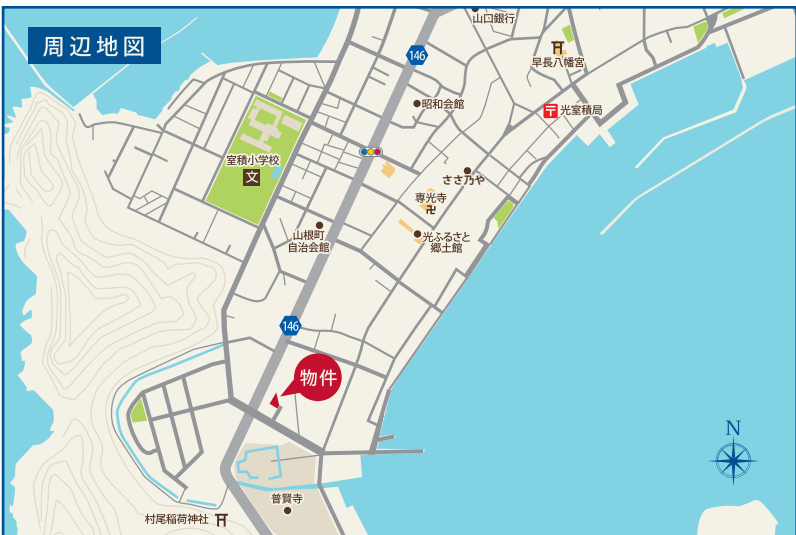 周辺地図
山口銀行
146
早長八幡宮
昭和会館
光室積局
室積小学校
文
ささ乃や
専光寺
山根町
自治会館
光ふるさと
郷土館
146
物件
N
普賢寺
村尾稲荷神社